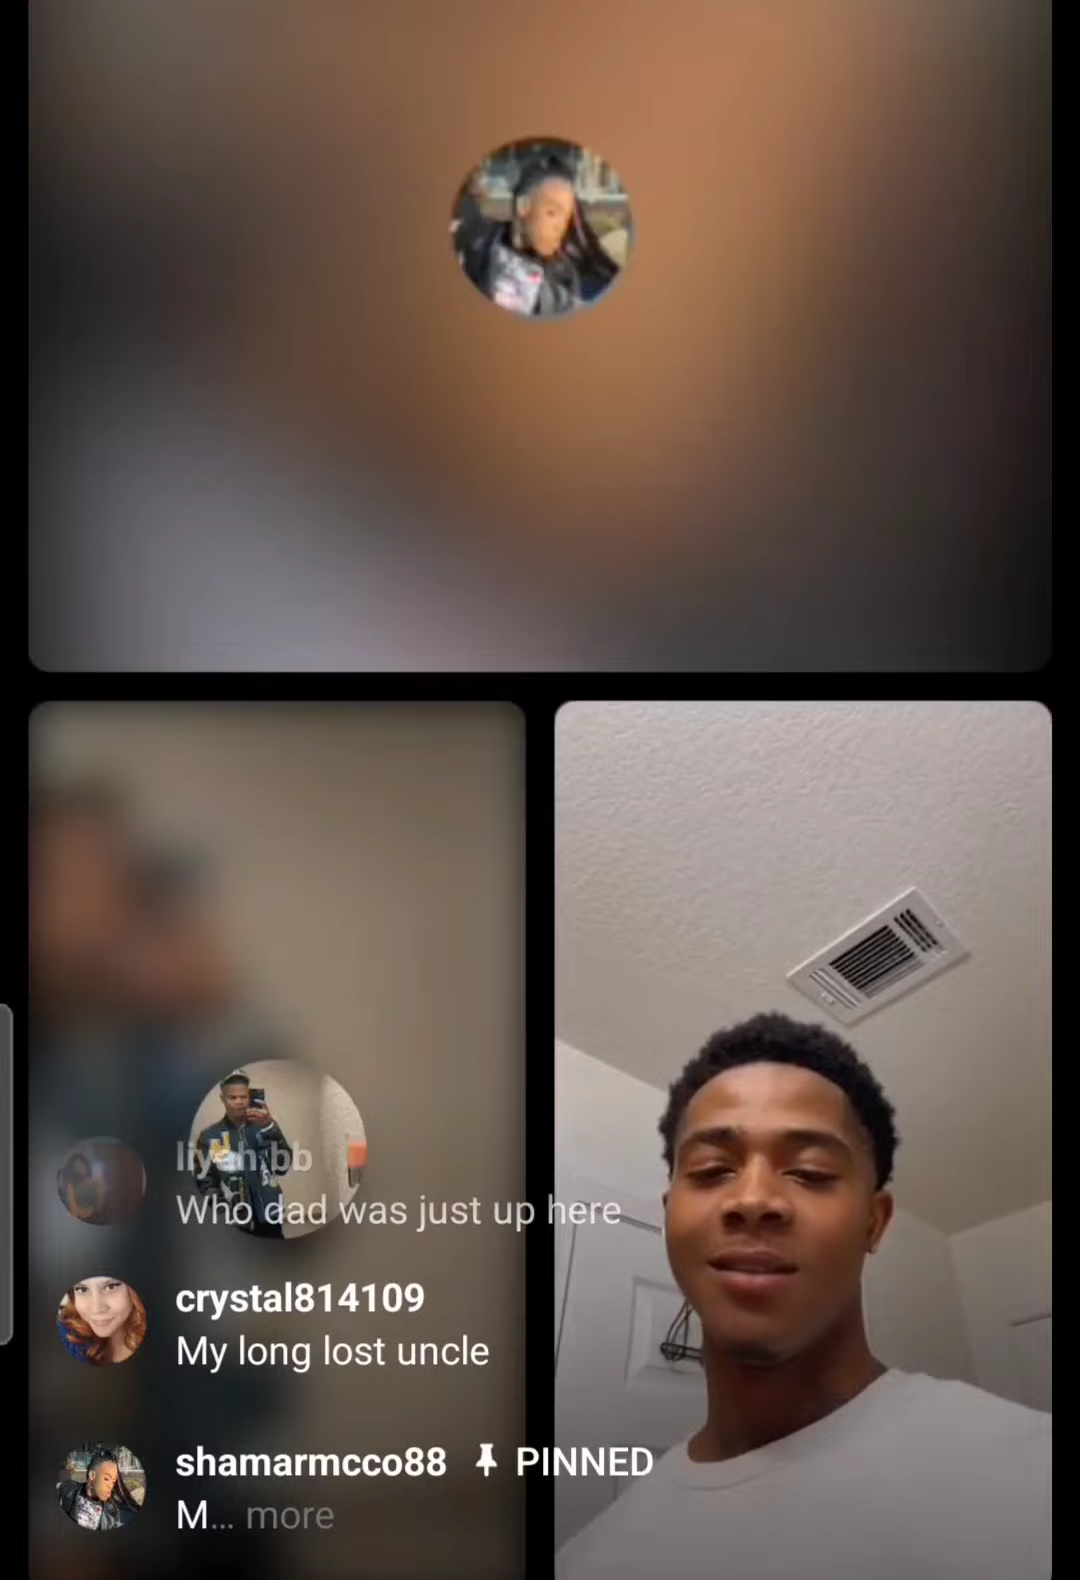 liyah.bb
Who dad was just up here
crystal814109
My long lost uncle
shamarmcco88 PINNED
M... more